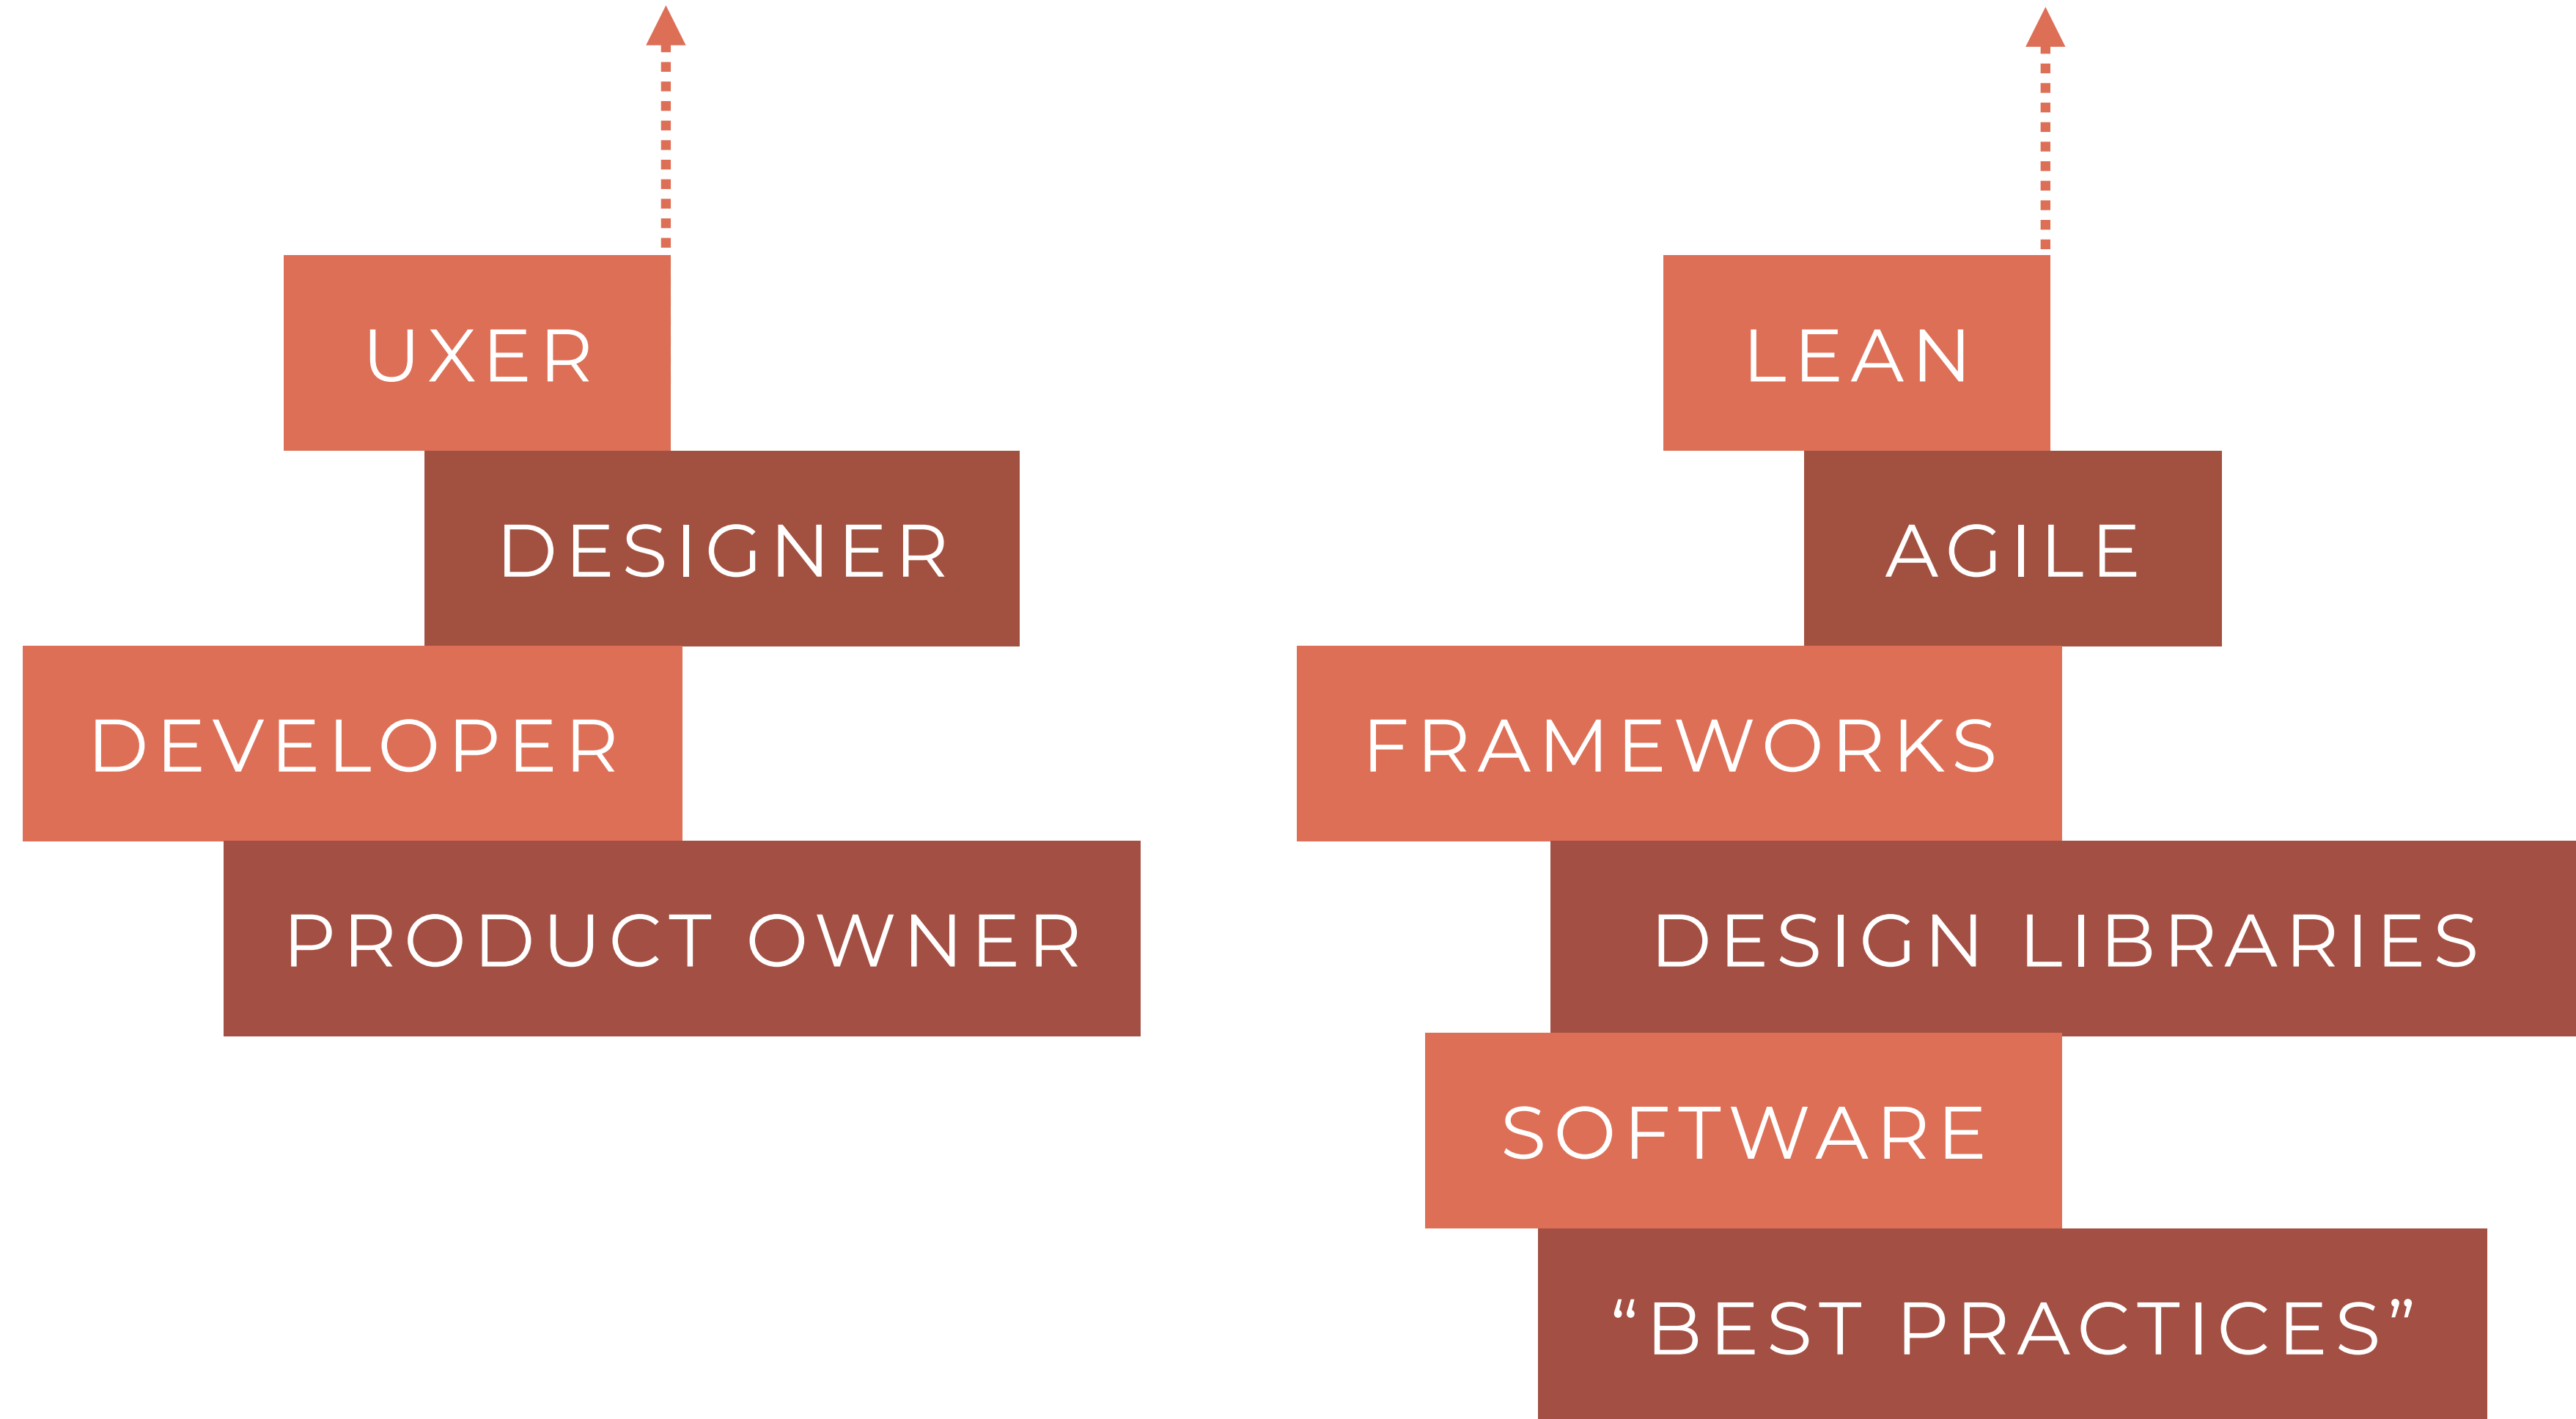 UXER
DESIGNER
DEVELOPER
PRODUCT OWNER
LEAN
AGILE
FRAMEWORKS
DESIGN LIBRARIES
SOFTWARE
“BEST PRACTICES”